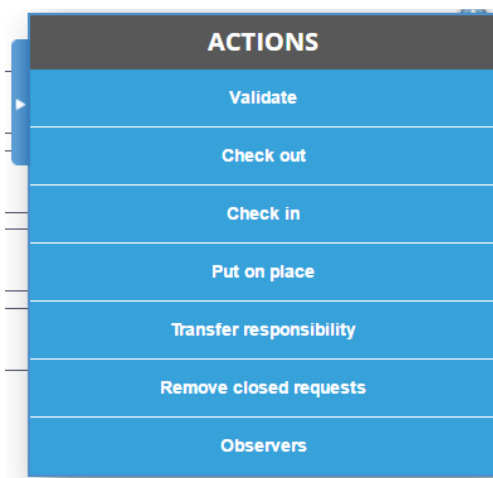 ACTIONS
Validate
Check out
Check in
Put on place
Transfer responsibility
Remove closed requests
Observers